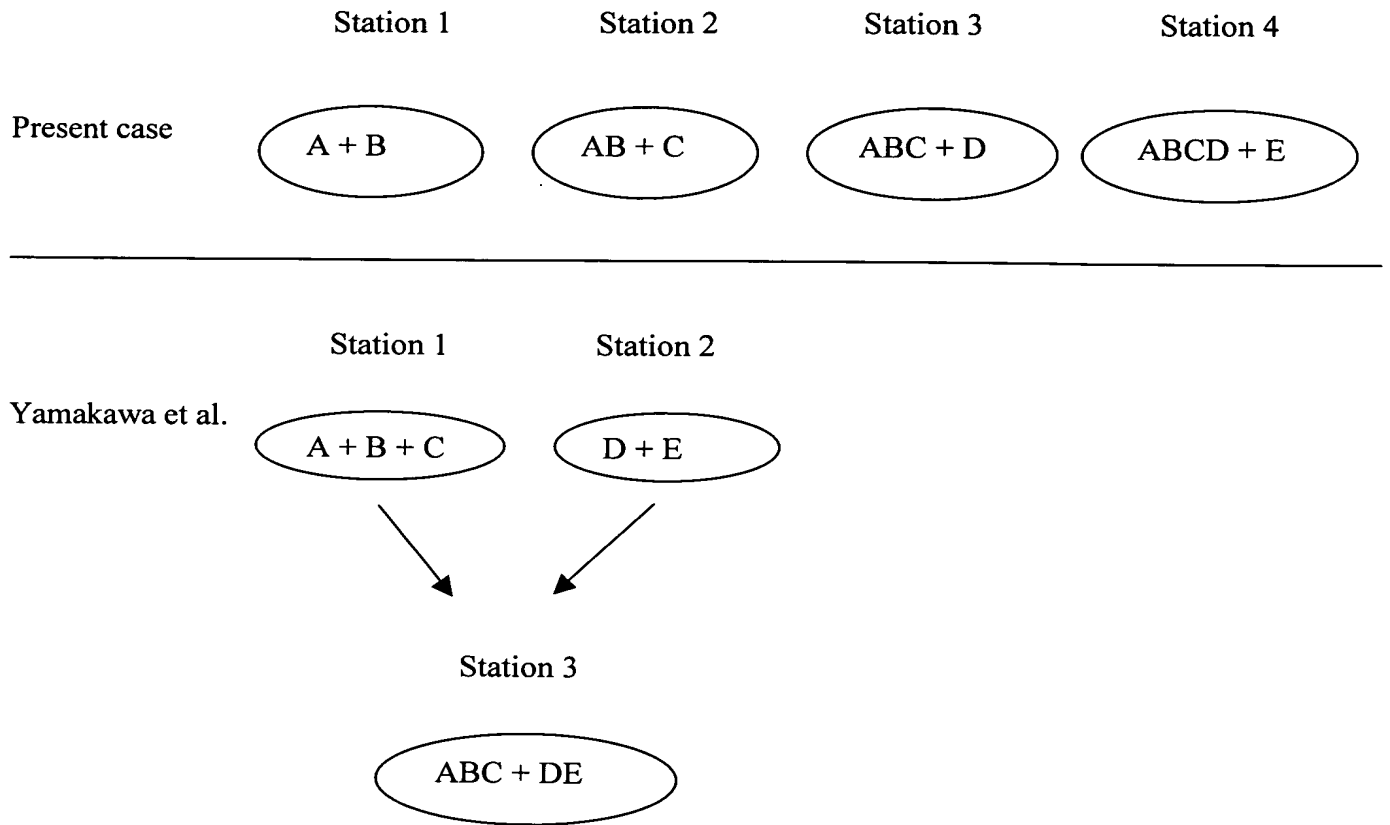 Station 1 Station 2 Station 3 Station 4
Present case A + B AB + C ABC + D ABCD + E
Station 1 Station 2
Yamakawa et al. A + B + C D + E
Station 3
ABC + DE